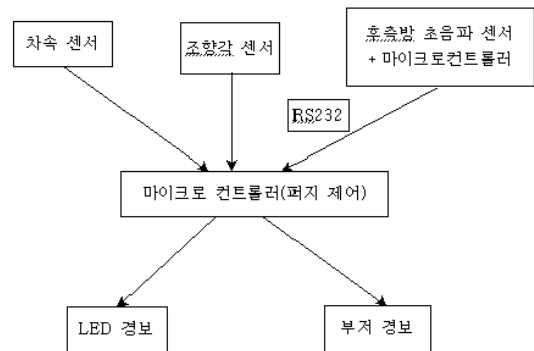 차속 센서
조향각 센서
후측방 초음파 센서
+ 마이크로컨트롤러
RS232
마이크로 컨트롤러(퍼지 제어)
LED 경보
부저 경보